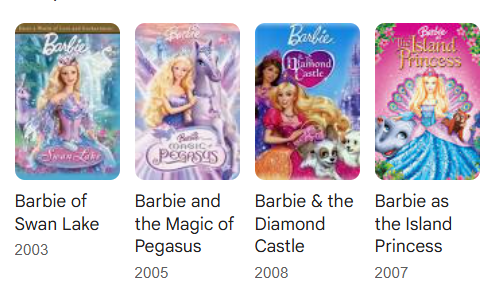 Barbie
Swan Lake
Barbie
MAGIC of
PEGASUS
Barbie
Diamond
Castle
Barbie
as
The Island
Princess
Barbie of
Swan Lake
2003
Barbie and
the Magic of
Pegasus
2005
Barbie & the
Diamond
Castle
2008
Barbie as
the Island
Princess
2007